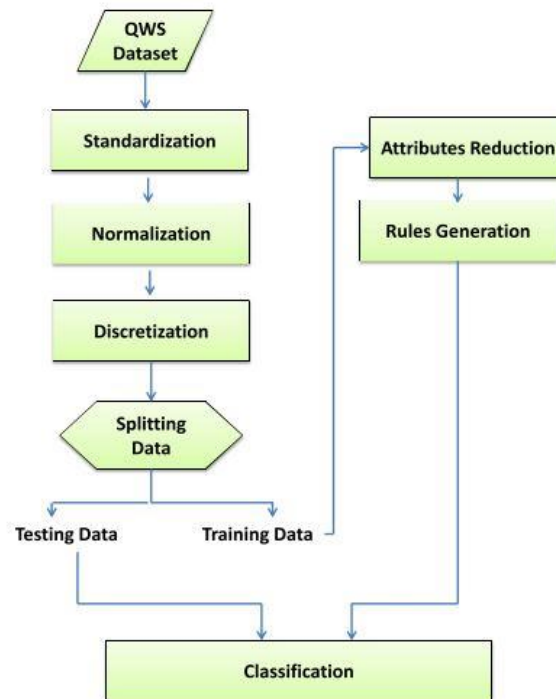 QWS
Dataset
Standardization
Normalization
Discretization
Splitting
Data
Testing Data
Training Data
Attributes Reduction
Rules Generation
Classification